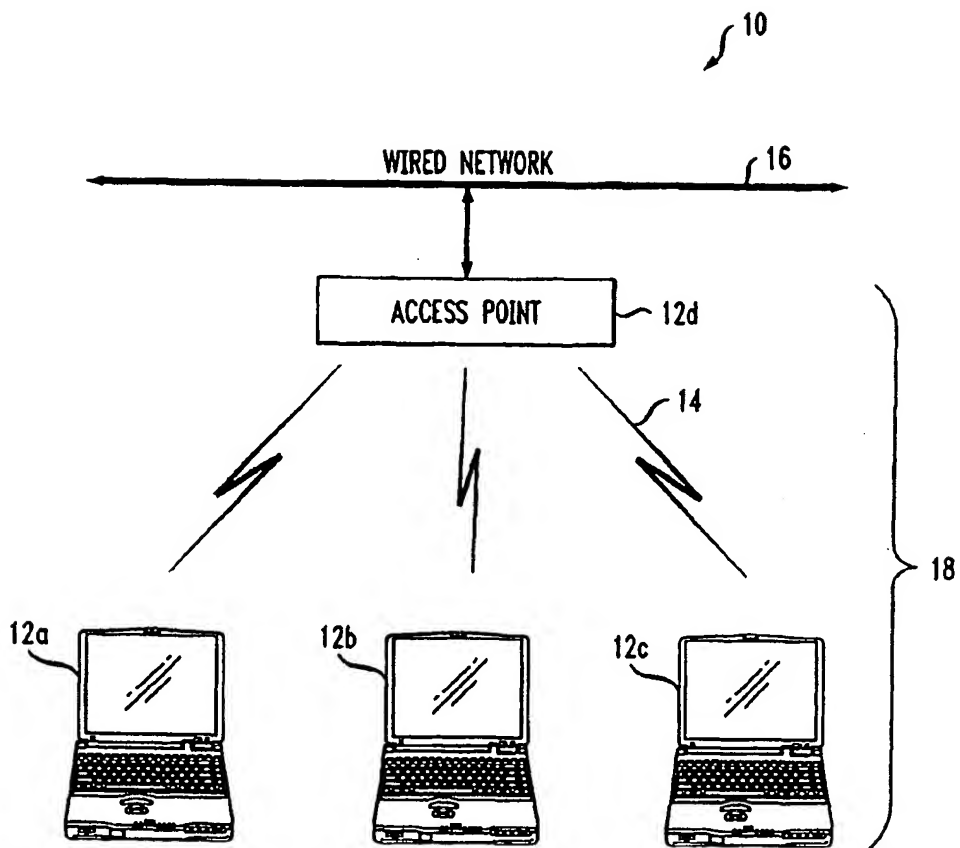 10
WIRED NETWORK
16
ACCESS POINT
12d
14
18
12a
12b
12c